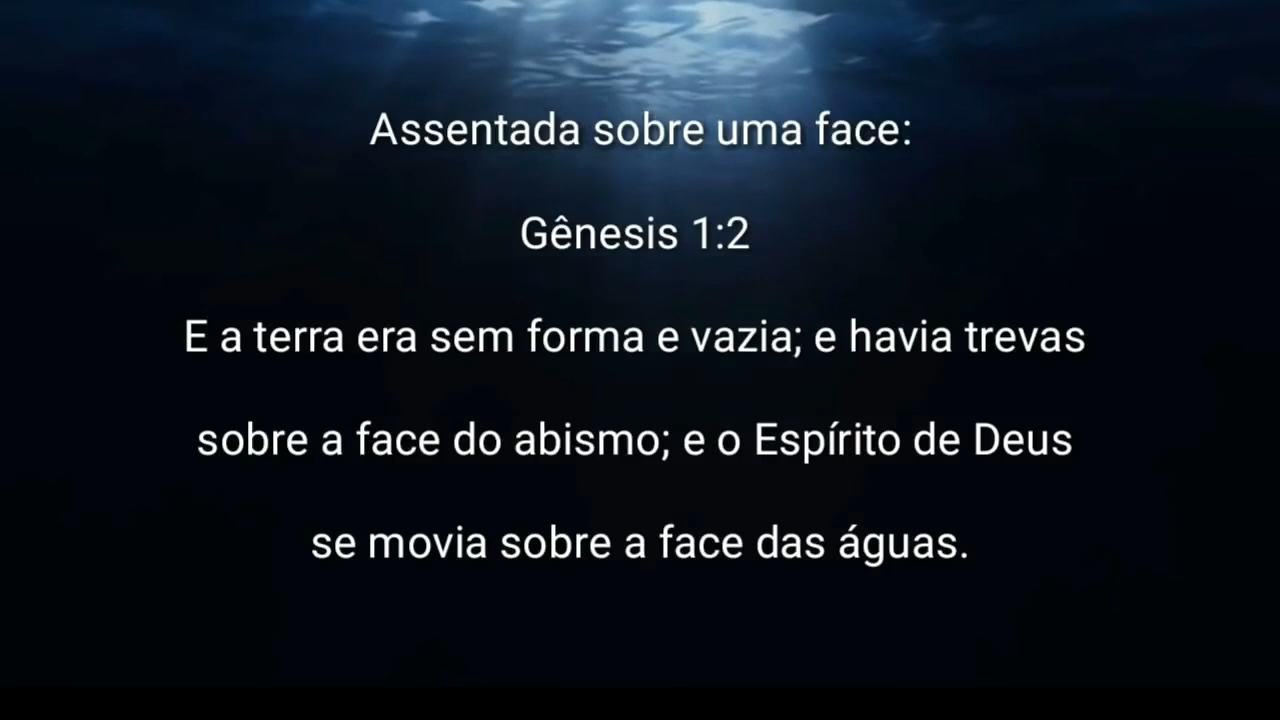 Assentada sobre uma face:
Gênesis 1:2
E a terra era sem forma e vazia; e havia trevas
sobre a face do abismo; e o Espírito de Deus
se movia sobre a face das águas.